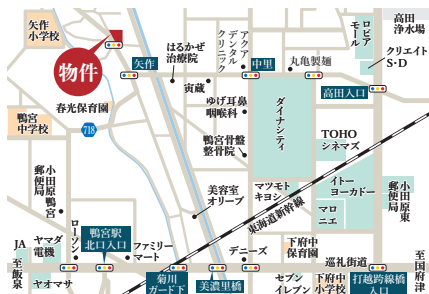 矢作
小学校
物件
矢作
はるかぜ
治療院
アクア
デンタル
クリニック
中里
丸亀製麺
ロピア
モール
高田
浄水場
クリエイト
S・D
高田入口
寅蔵
春光保育園
鴨宮
中学校
718
ゆげ耳鼻
咽喉科
鴨宮骨盤
整骨院
ダイナシティ
TOHO
シネマズ
イトー
ヨーカドー
マツモト
キヨシ
マロ
ニエ
小田原東
郵便局
小田原鴨宮
郵便局
美容室
オリーブ
東海道新幹線
ローソン
鴨宮駅
北口入口
ファミリー
マート
デニーズ
下府中
保育園
巡礼街道
至国府津
JA
ヤマダ
電機
至飯泉
ヤオマサ
菊川
ガード下
美濃里橋
セブン
イレブン
下府中
小学校
打越跨線橋
入口